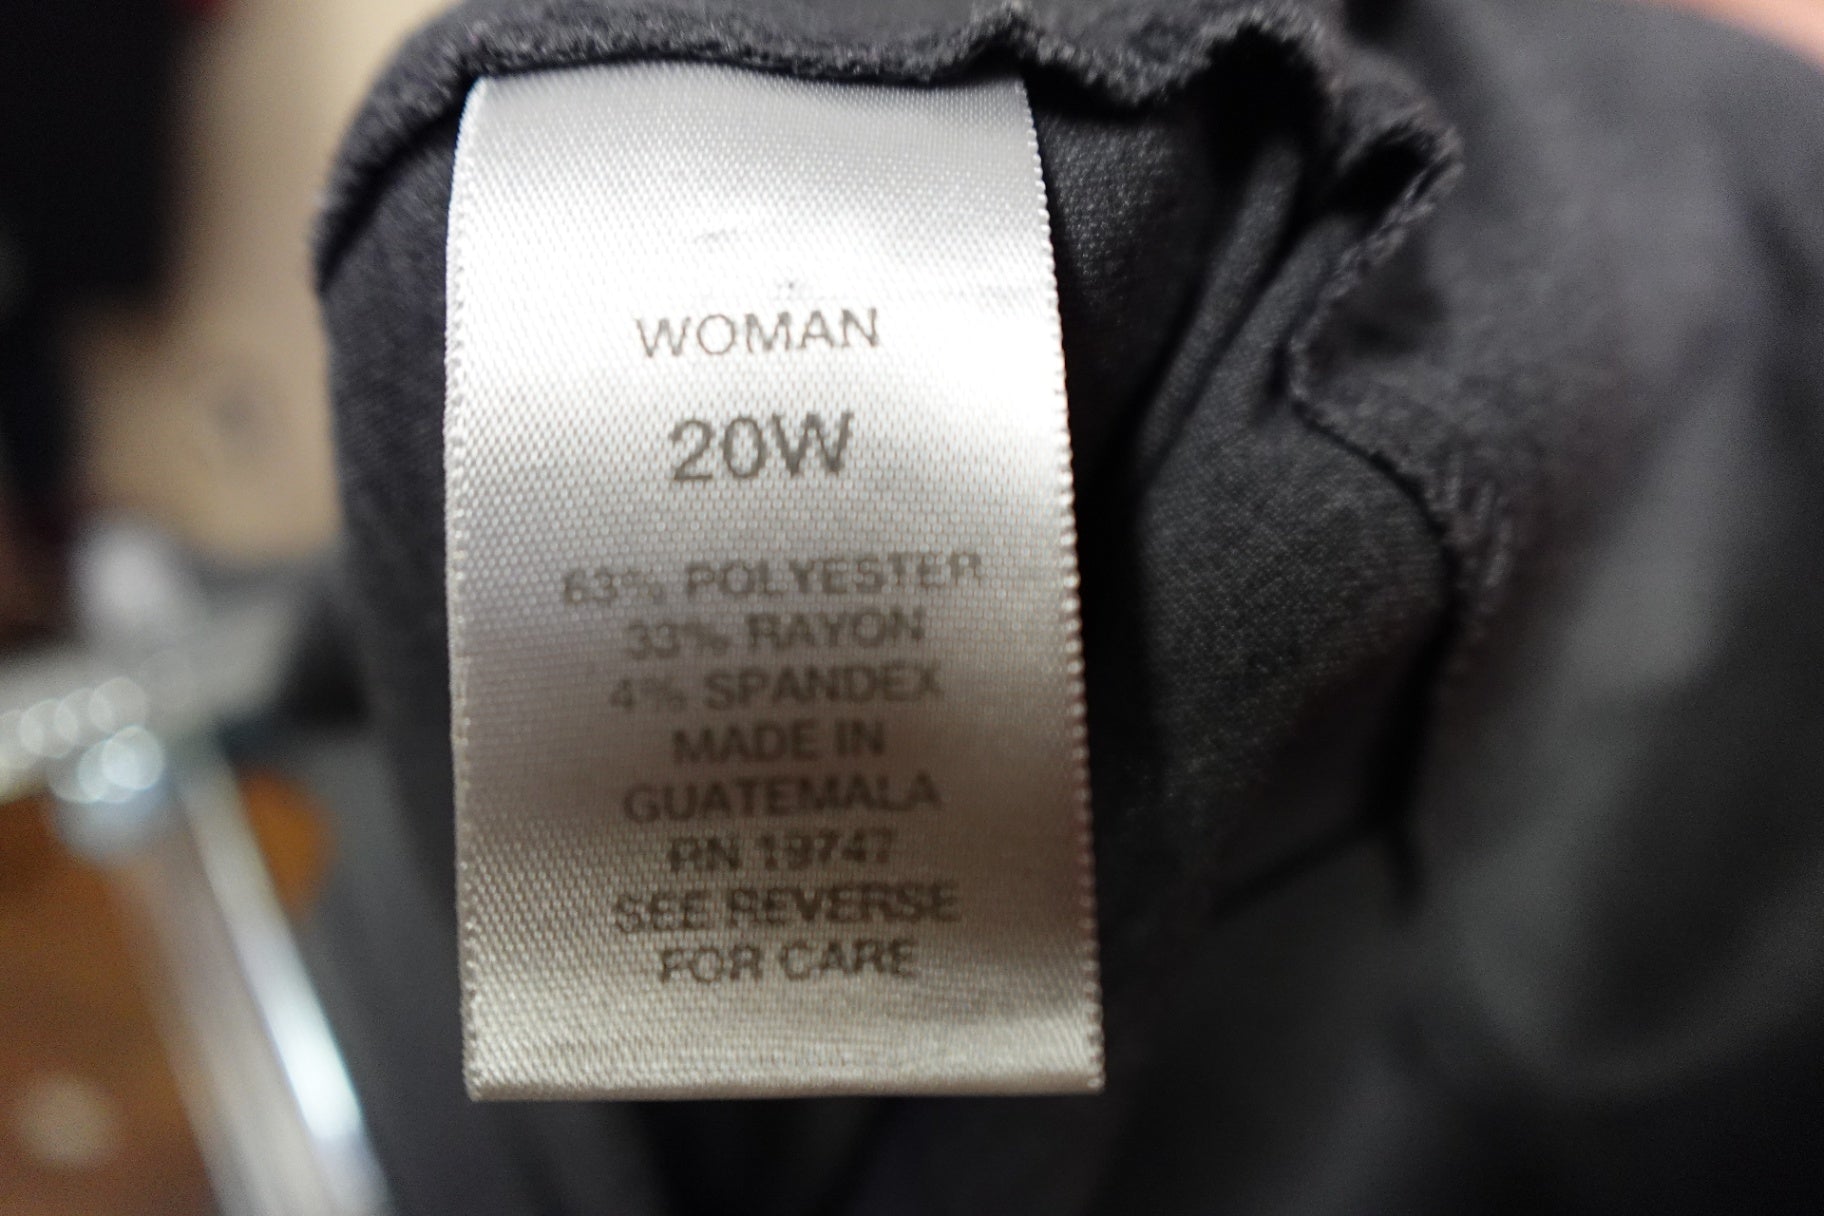 WOMAN
20W
63% POLYESTER
33% RAYON
4% SPANDEX
MADE IN
GUATEMALA
RN 19747
SEE REVERSE
FOR CARE